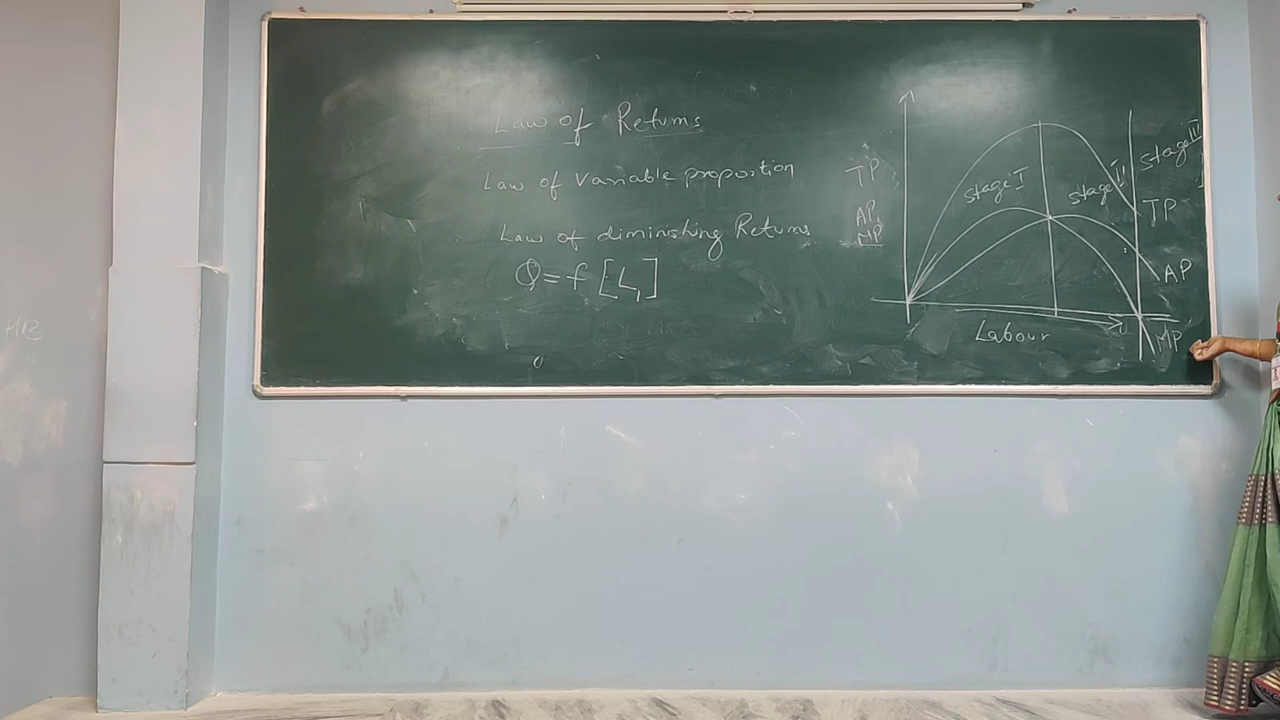 Law of Returns
Law of Variable proportion
Law of diminishing Returns
Q = f [L,]
TP
AP,
MP
Stage I
Stage II
Stage III
TP
AP
MP
Labour